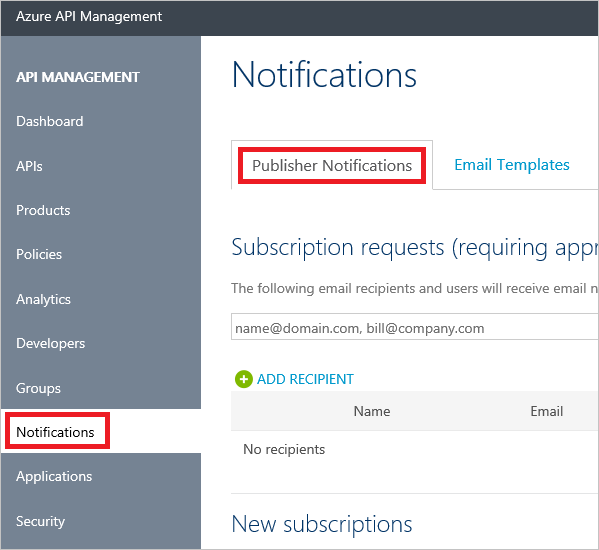 Azure API Management
API MANAGEMENT
Dashboard
APIs
Products
Policies
Analytics
Developers
Groups
Notifications
Applications
Security
Notifications
Publisher Notifications
Email Templates
Subscription requests (requiring appr
The following email recipients and users will receive email n
name@domain.com, bill@company.com
ADD RECIPIENT
Name Email
No recipients
New subscriptions